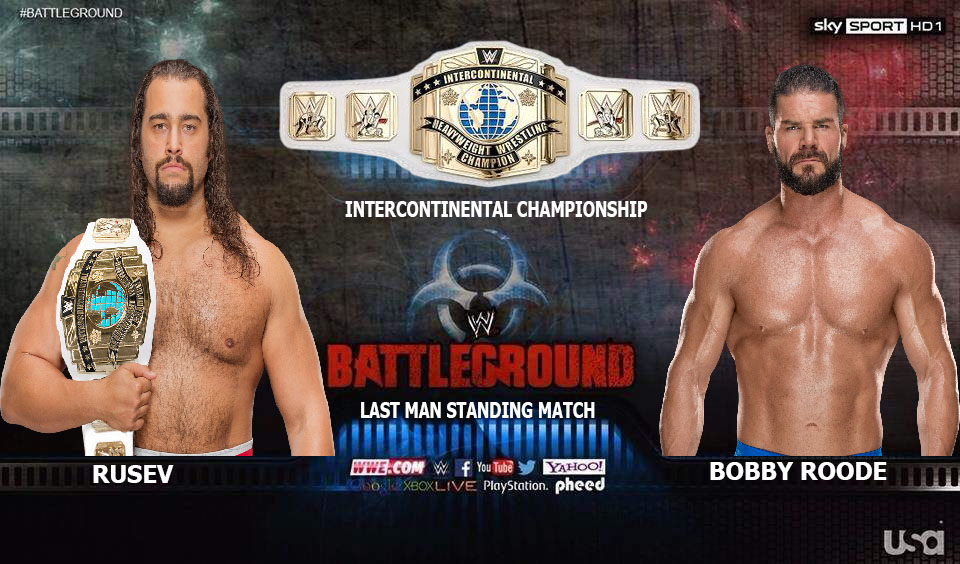 #BATTLEGROUND
sky SPORT HD1
W
INTERCONTINENTAL
HEAVYWEIGHT WRESTLING
CHAMPION
INTERCONTINENTAL CHAMPIONSHIP
W
BATTLEGROUND
LAST MAN STANDING MATCH
RUSEV
BOBBY ROODE
WWE.COM W f YouTube YAHOO!
Google XBOX LIVE PlayStation. pheed
usa